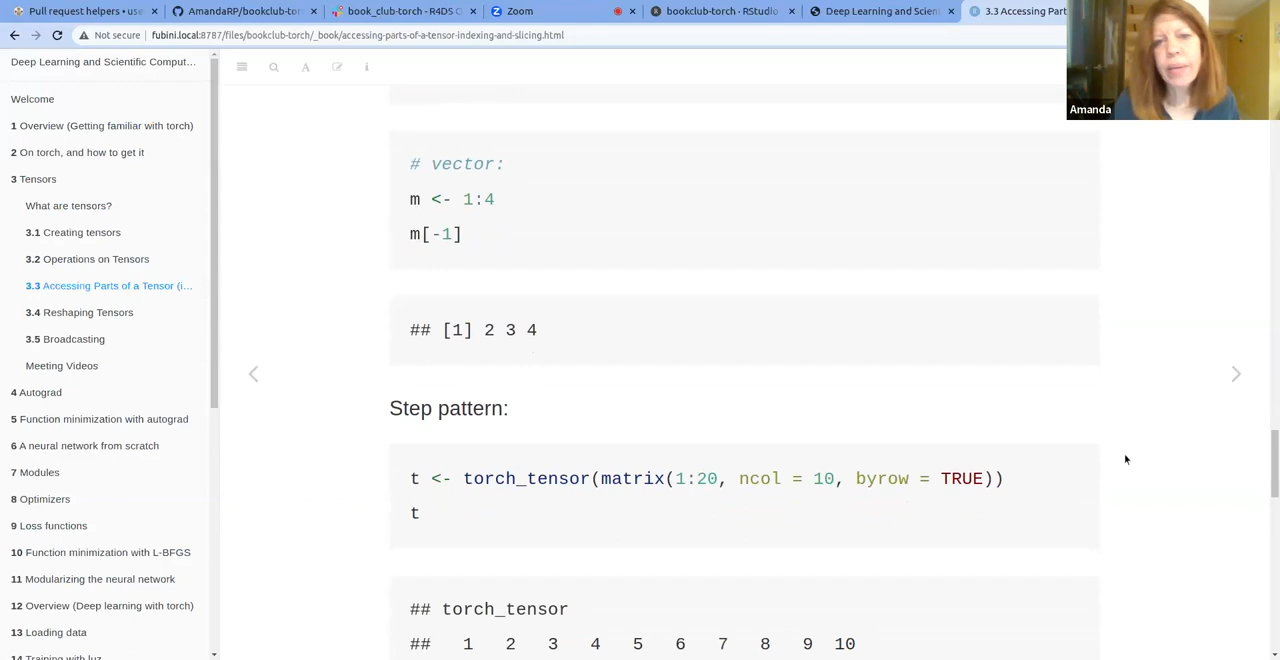 Pull request helpers • use
AmandaRP/bookclub-tor
book_club-torch - R4DS O
Zoom
bookclub-torch - RStudio
Deep Learning and Scien
3.3 Accessing Part
Not secure
fubini.local:8787/files/bookclub-torch/_book/accessing-parts-of-a-tensor-indexing-and-slicing.html
Amanda
Deep Learning and Scientific Comput...
Welcome
1 Overview (Getting familiar with torch)
2 On torch, and how to get it
3 Tensors
What are tensors?
3.1 Creating tensors
3.2 Operations on Tensors
3.3 Accessing Parts of a Tensor (i...
3.4 Reshaping Tensors
3.5 Broadcasting
Meeting Videos
4 Autograd
5 Function minimization with autograd
6 A neural network from scratch
7 Modules
8 Optimizers
9 Loss functions
10 Function minimization with L-BFGS
11 Modularizing the neural network
12 Overview (Deep learning with torch)
13 Loading data
14 Training with luz
A
i
# vector:
m <- 1:4
m[-1]
## [1] 2 3 4
Step pattern:
t <- torch_tensor(matrix(1:20, ncol = 10, byrow = TRUE))
t
## torch_tensor
## 1 2 3 4 5 6 7 8 9 10